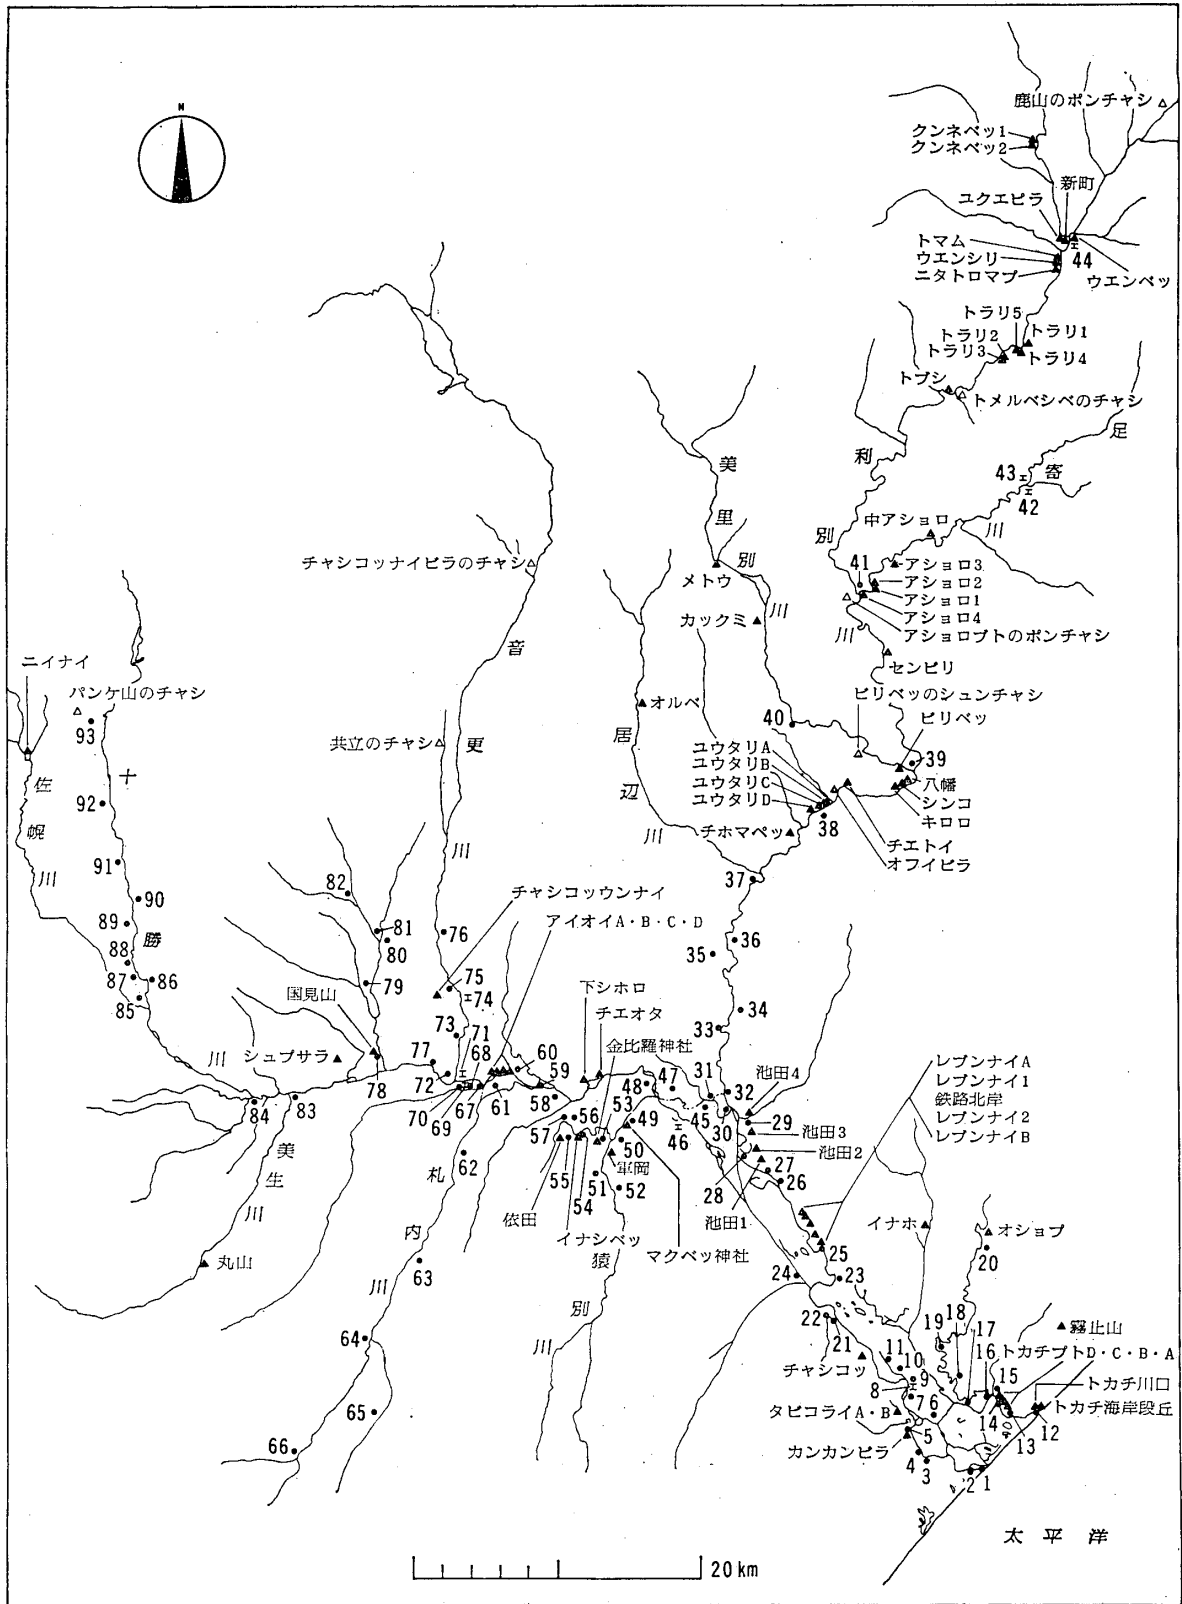 N
鹿山のポンチャシ
クンネベッ1
クンネベッ2
新町
ユクエピラ
トマム
ウエンシリ
ニタトロマプ
44
ウエンベッ
トラリ5
トラリ1
トラリ2
トラリ3
トラリ4
トブシ
トメルベシベのチャシ
足寄川
利別川
43
42
中アショロ
美里別川
チャシコッナイピラのチャシ
メトウ
41
アショロ3
アショロ2
アショロ1
アショロ4
アショロプトのポンチャシ
カックミ
音更川
センピリ
ニイナイ
パンケ山のチャシ
93
オルベ
ピリベッのシュンチャシ
ピリベッ
40
共立のチャシ
居辺川
ユウタリA
ユウタリB
ユウタリC
ユウタリD
39
八幡
シンコ
キロロ
佐幌川
十勝川
92
チホマベッ
38
チエトイ
オフイビラ
91
37
82
90
チャシコッウンナイ
アイオイA・B・C・D
89
81
80
76
36
35
88
87
86
85
国見山
79
75
74
下シホロ
チエオタ
34
33
金比羅神社
シュプサラ
73
71
68
77
60
59
48
47
31
32
池田4
レプンナイA
レプンナイ1
鉄路北岸
レプンナイ2
レプンナイB
78
72
70
69
67
61
58
56
53
49
45
30
29
84
83
57
46
池田3
池田2
美生川
札内川
62
55
54
51
50
軍岡
52
28
27
26
依田
イナシベッ
マクベッ神社
池田1
イナホ
オショプ
20
丸山
63
猿別川
25
24
23
64
22
21
19
18
17
霧止山
11
10
16
トカチプトD・C・B・A
チャシコッ
9
8
15
トカチ川口
65
7
6
トカチ海岸段丘
タピコライA・B
14
12
13
5
66
カンカンビラ
4
3
2
1
太平洋
20km